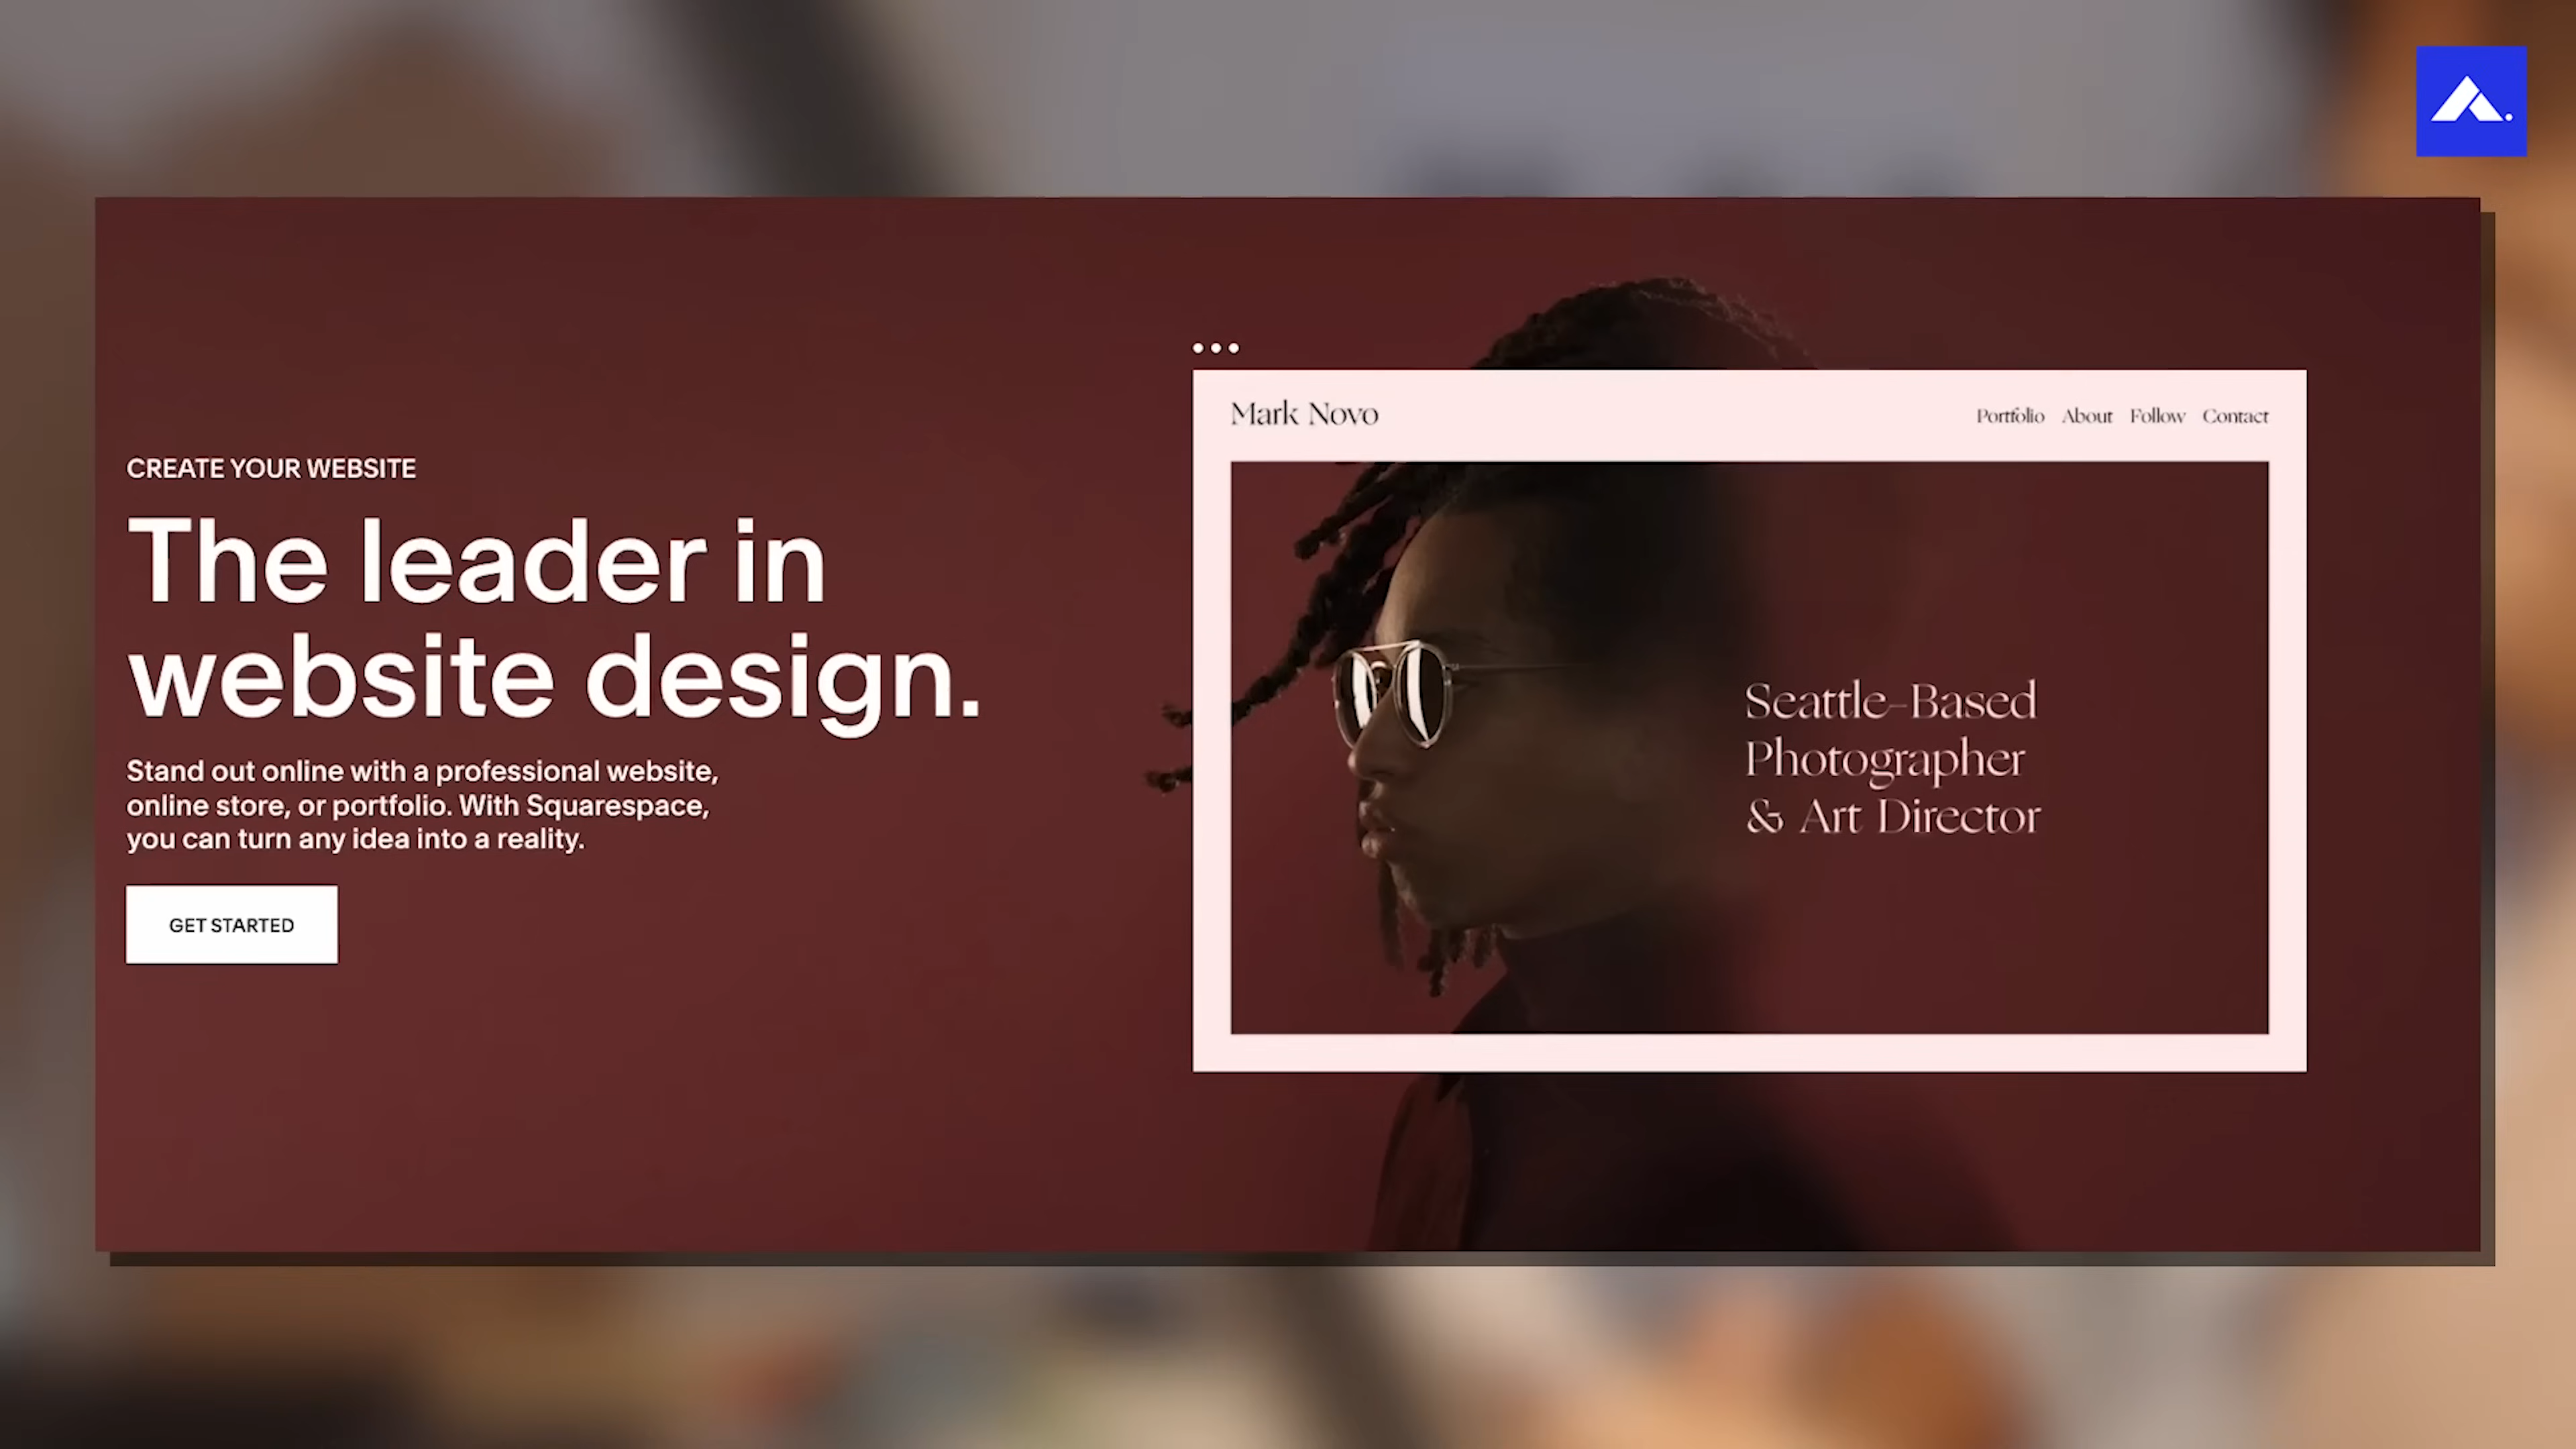 CREATE YOUR WEBSITE
The leader in
website design.
Stand out online with a professional website,
online store, or portfolio. With Squarespace,
you can turn any idea into a reality.
GET STARTED
Mark Novo
Portfolio About Follow Contact
Seattle-Based
Photographer
& Art Director